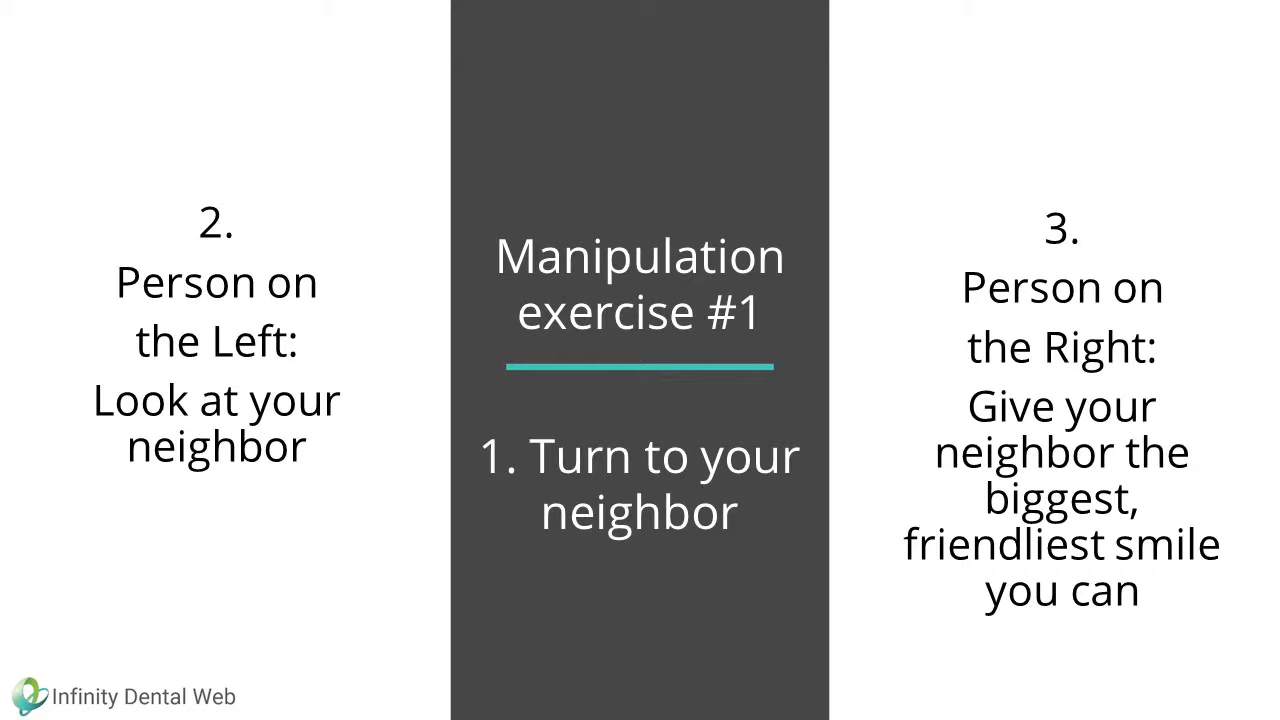 2.
Person on
the Left:
Look at your
neighbor
Manipulation
exercise #1
1. Turn to your
neighbor
3.
Person on
the Right:
Give your
neighbor the
biggest,
friendliest smile
you can
Infinity Dental Web